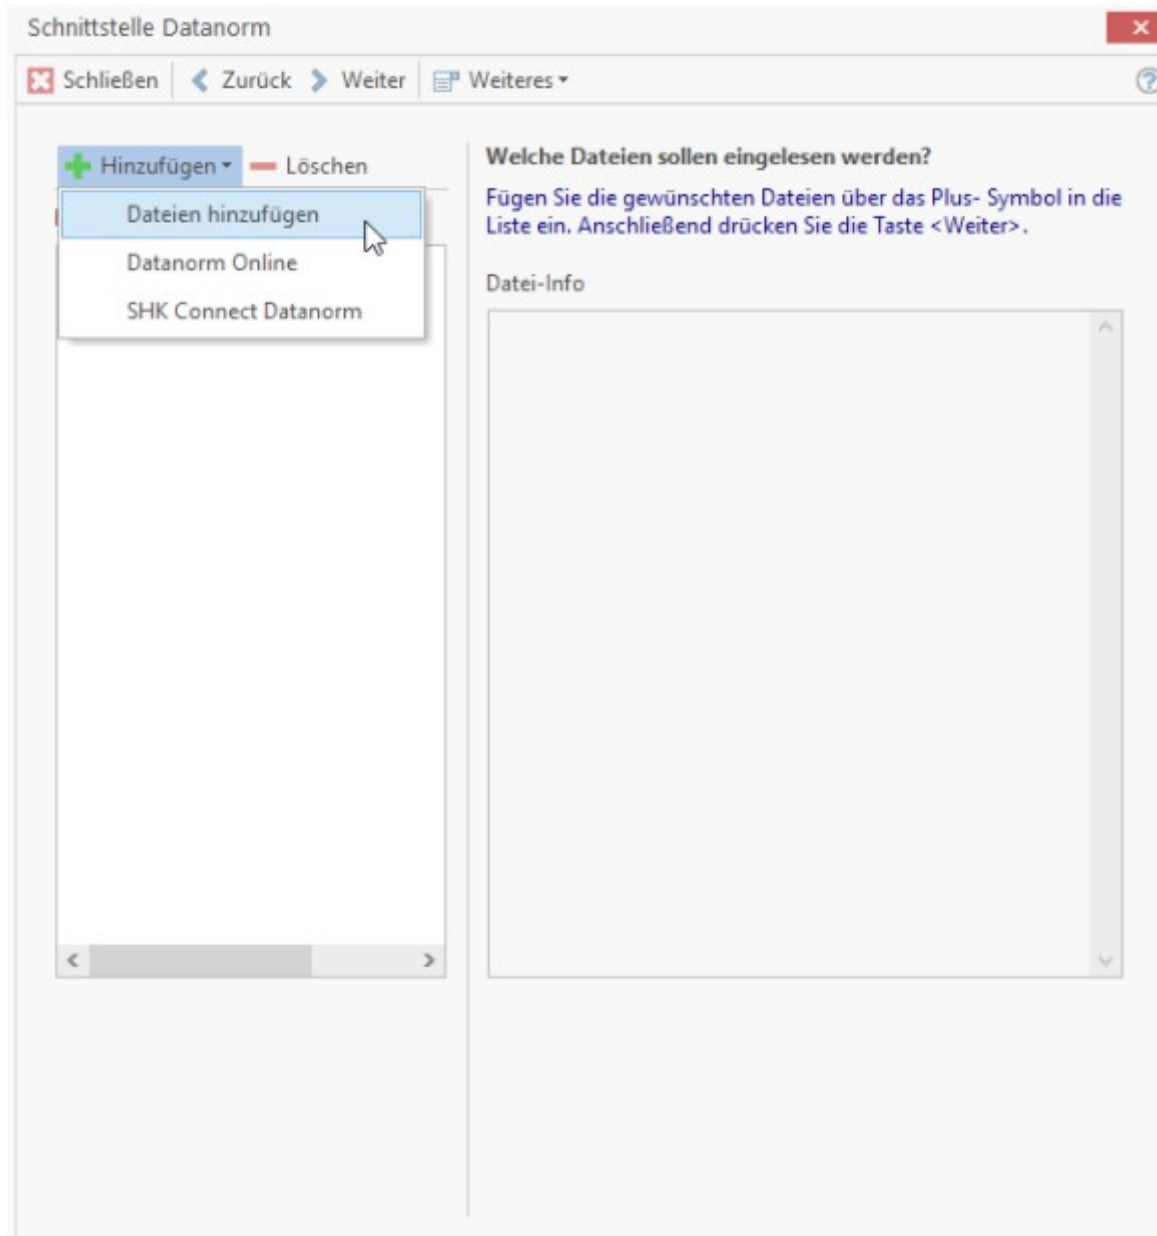 Schnittstelle Datanorm
Schließen Zurück Weiter Weiteres
Hinzufügen Löschen
Dateien hinzufügen
Datanorm Online
SHK Connect Datanorm
Welche Dateien sollen eingelesen werden?
Fügen Sie die gewünschten Dateien über das Plus- Symbol in die
Liste ein. Anschließend drücken Sie die Taste <Weiter>.
Datei-Info